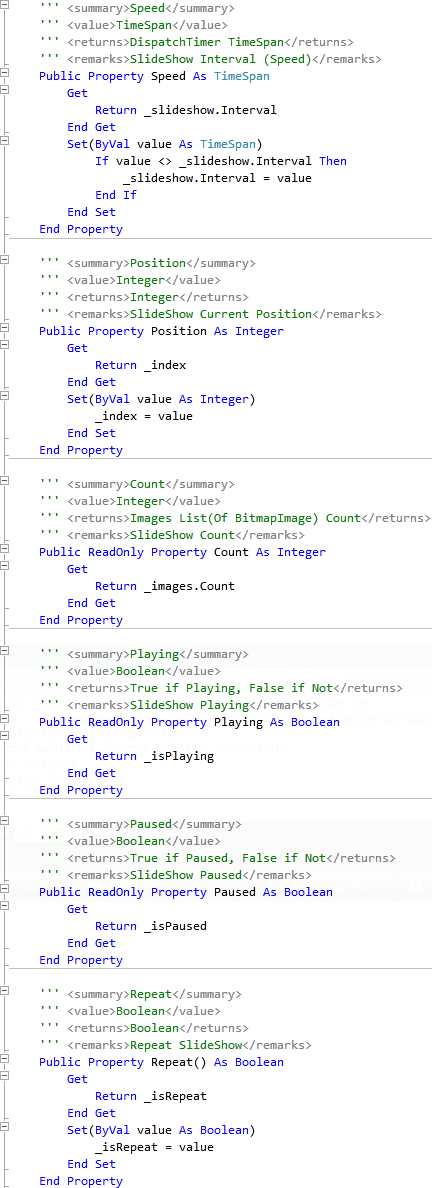 ''' <summary>Speed</summary>
''' <value>TimeSpan</value>
''' <returns>DispatchTimer TimeSpan</returns>
''' <remarks>SlideShow Interval (Speed)</remarks>
Public Property Speed As TimeSpan
    Get
        Return _slideshow.Interval
    End Get
    Set(ByVal value As TimeSpan)
        If value <> _slideshow.Interval Then
            _slideshow.Interval = value
        End If
    End Set
End Property

''' <summary>Position</summary>
''' <value>Integer</value>
''' <returns>Integer</returns>
''' <remarks>SlideShow Current Position</remarks>
Public Property Position As Integer
    Get
        Return _index
    End Get
    Set(ByVal value As Integer)
        _index = value
    End Set
End Property

''' <summary>Count</summary>
''' <value>Integer</value>
''' <returns>Images List(Of BitmapImage) Count</returns>
''' <remarks>SlideShow Count</remarks>
Public ReadOnly Property Count As Integer
    Get
        Return _images.Count
    End Get
End Property

''' <summary>Playing</summary>
''' <value>Boolean</value>
''' <returns>True if Playing, False if Not</returns>
''' <remarks>SlideShow Playing</remarks>
Public ReadOnly Property Playing As Boolean
    Get
        Return _isPlaying
    End Get
End Property

''' <summary>Paused</summary>
''' <value>Boolean</value>
''' <returns>True if Paused, False if Not</returns>
''' <remarks>SlideShow Paused</remarks>
Public ReadOnly Property Paused As Boolean
    Get
        Return _isPaused
    End Get
End Property

''' <summary>Repeat</summary>
''' <value>Boolean</value>
''' <returns>Boolean</returns>
''' <remarks>Repeat SlideShow</remarks>
Public Property Repeat() As Boolean
    Get
        Return _isRepeat
    End Get
    Set(ByVal value As Boolean)
        _isRepeat = value
    End Set
End Property